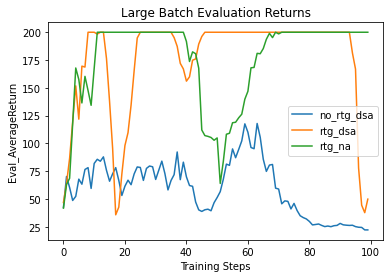 Large Batch Evaluation Returns
Eval_AverageReturn
200
175
150
125
100
75
50
25
no_rtg_dsa
rtg_dsa
rtg_na
0
20
40
60
80
100
Training Steps